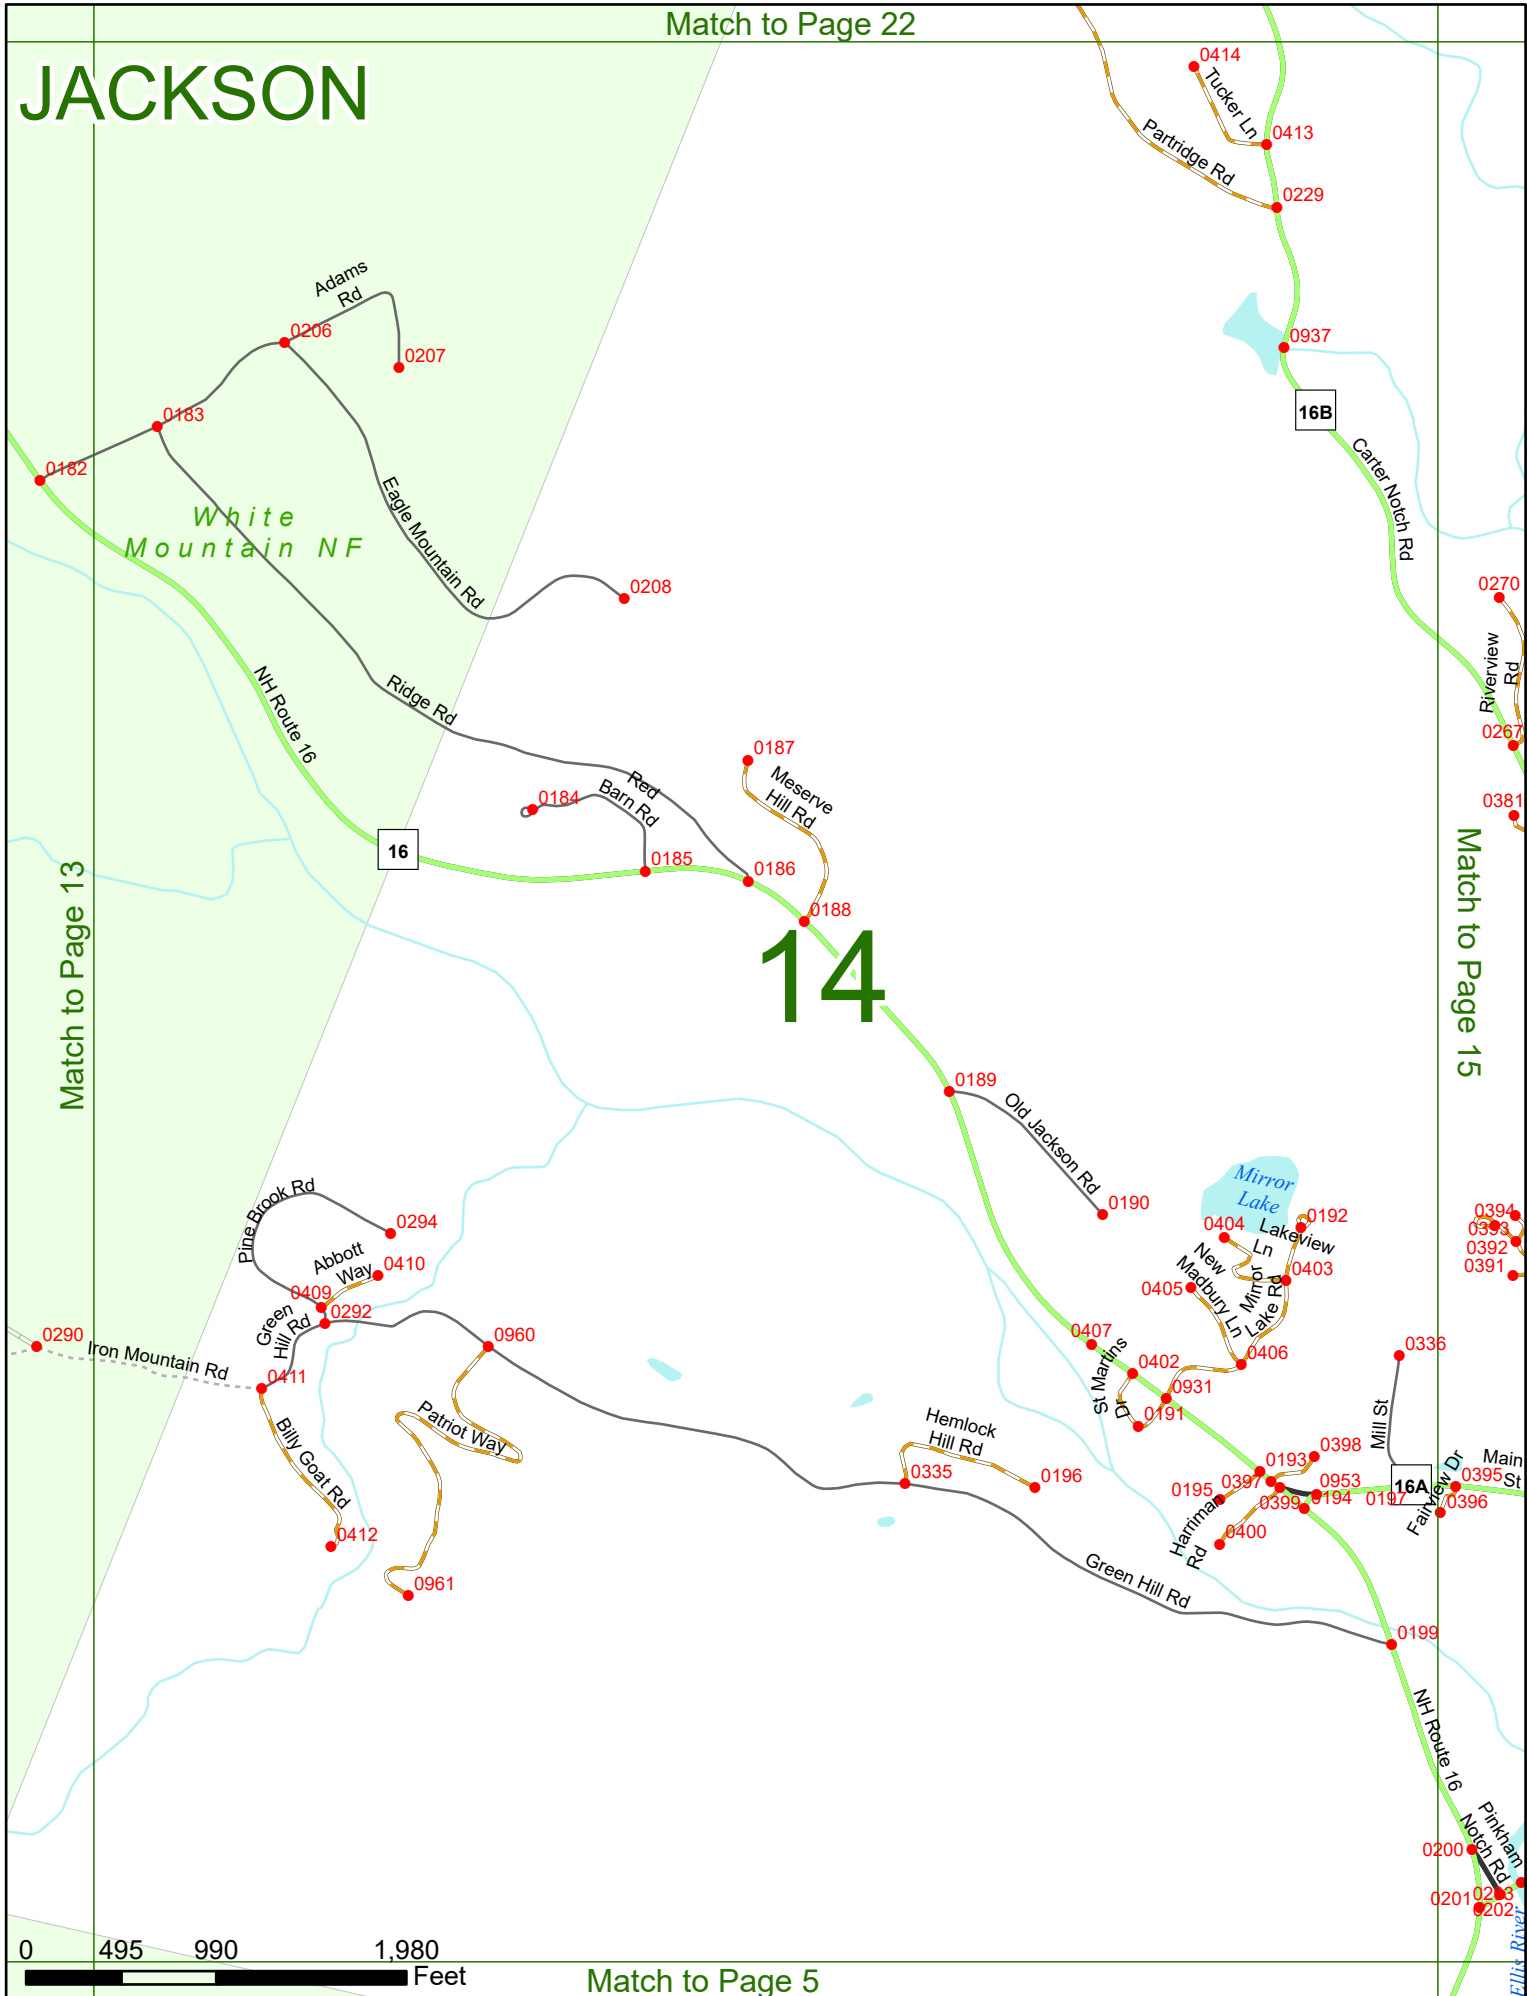 Match to Page 22
JACKSON
0414
Tucker Ln
0413
Partridge Rd
0229
Adams
Rd
0206
0207
0937
16B
0183
0182
Carter Notch Rd
Eagle Mountain Rd
White
Mountain NF
0208
0270
Riverview
Rd
NH Route 16
Ridge Rd
0267
0187
Meserve
Hill Rd
Red
Barn Rd
0184
0381
16
0185
0186
0188
Match to Page 13
Match to Page 15
14
0189
Old Jackson Rd
0190
Mirror
Lake
Pine Brook Rd
0294
0404
0192
Lakeview
Ln
0394
0393
0392
0391
Abbott
Way
0410
New
Madbury Ln
Mirror
Lake Rd
0403
0405
0409
0292
Green
Hill Rd
0290
Iron Mountain Rd
0960
0411
0407
St Martins
Dr
0402
0406
0931
0191
0336
Mill St
Billy Goat Rd
Patriot Way
Hemlock
Hill Rd
0335
0196
0398
0193
0397
0195
0953
0194
0399
0197
16A
Fairview Dr
0395
0396
Main
St
Harriman
Rd
0400
0412
0961
Green Hill Rd
0199
NH Route 16
Pinkham
Notch Rd
0200
0201
0203
0202
Ellis River
0 495 990 1,980
Feet
Match to Page 5